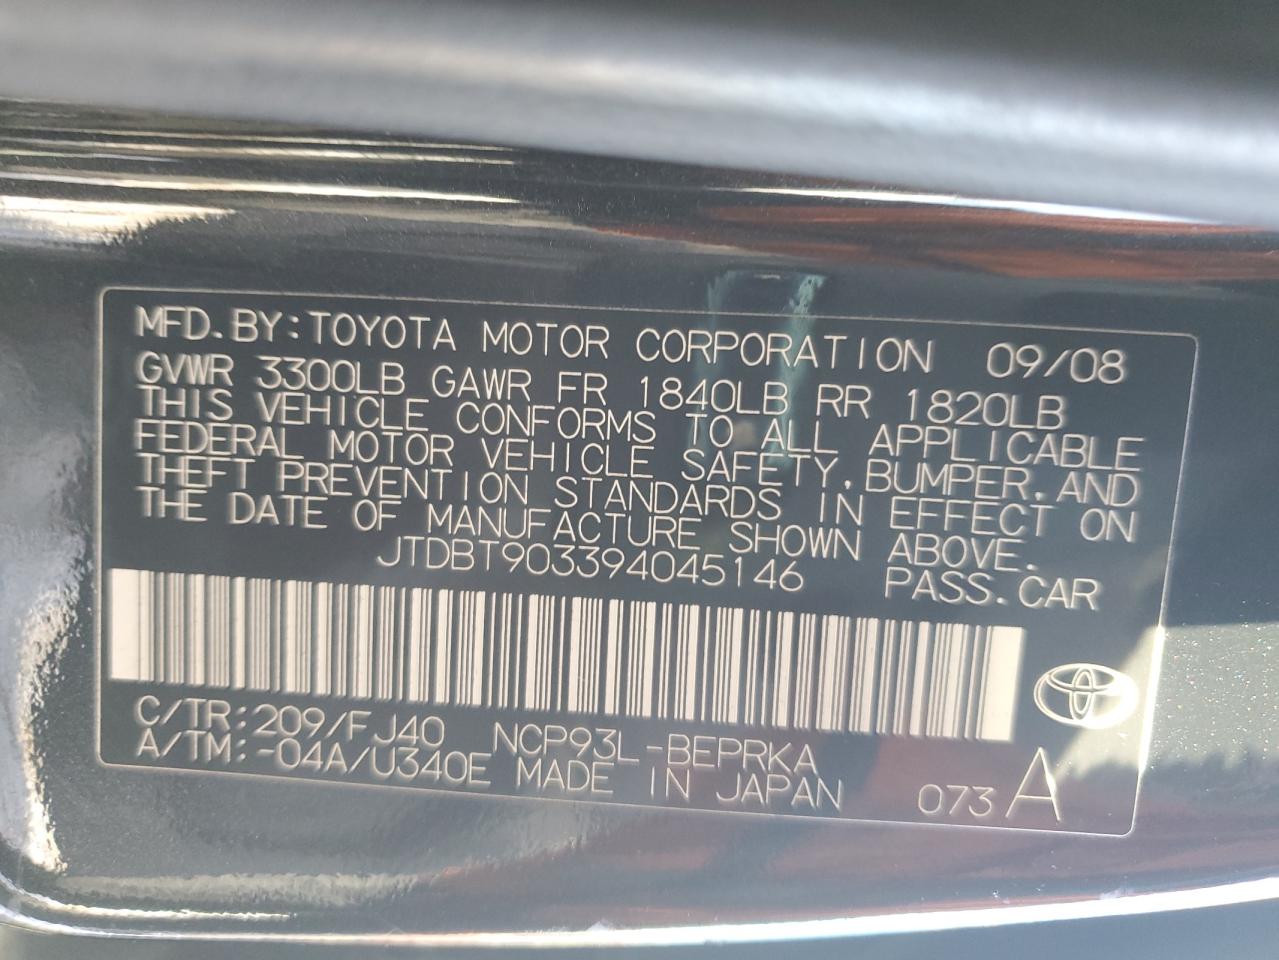 MFD.BY:TOYOTA MOTOR CORPORATION 09/08
GVWR 3300LB GAWR FR 1840LB RR 1820LB
THIS VEHICLE CONFORMS TO ALL APPLICABLE
FEDERAL MOTOR VEHICLE SAFETY, BUMPER, AND
THEFT PREVENTION STANDARDS IN EFFECT ON
THE DATE OF MANUFACTURE SHOWN ABOVE.
JTDBT903394045146 PASS.CAR
C/TR:209/FJ40 NCP93L-BEPRKA
A/TM:-04A/U340E MADE IN JAPAN 073 A